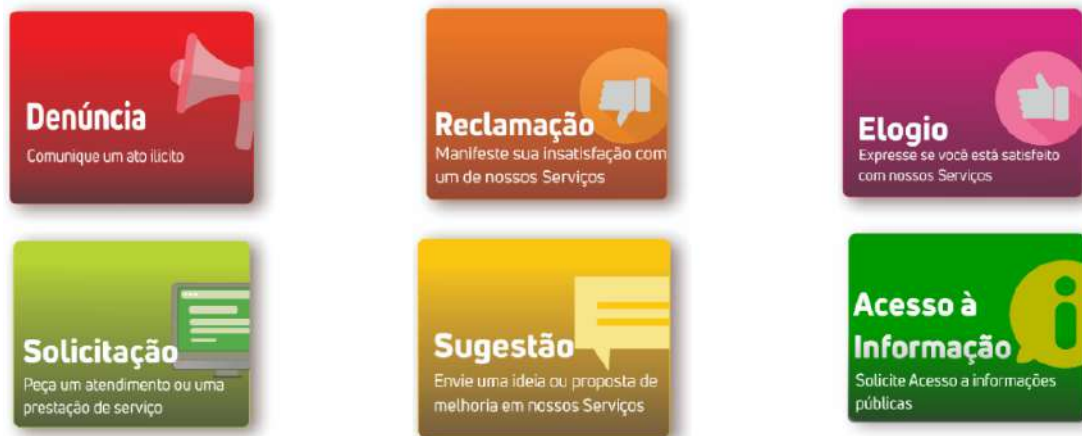 Denúncia
Comunique um ato ilicito
Reclamação
Manifeste sua insatisfação com
um de nossos Serviços
Elogio
Expresse se você está satisfeito
com nossos Serviços
Solicitação
Peça um atendimento ou uma
prestação de serviço
Sugestão
Envie uma ideia ou proposta de
melhoria em nossos Serviços
Acesso à
Informação
Solicite Acesso a informações
públicas